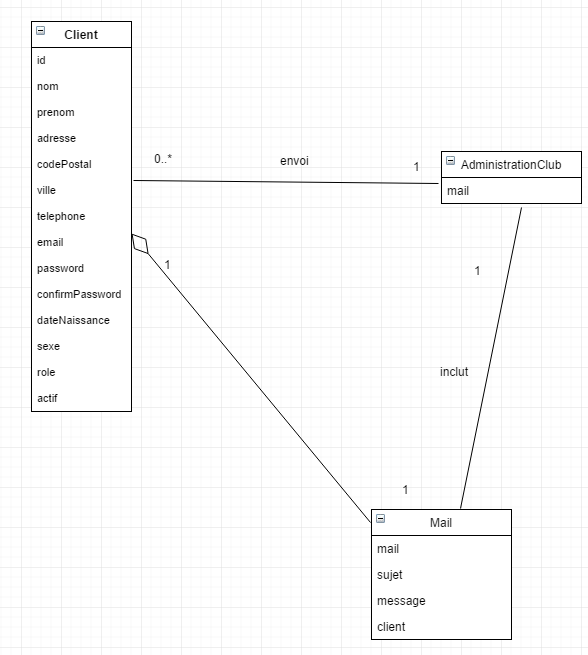 Client
id
nom
prenom
adresse
codePostal
ville
telephone
email
password
confirmPassword
dateNaissance
sexe
role
actif
0..*
envoi
1
AdministrationClub
mail
1
1
inclut
1
Mail
mail
sujet
message
client